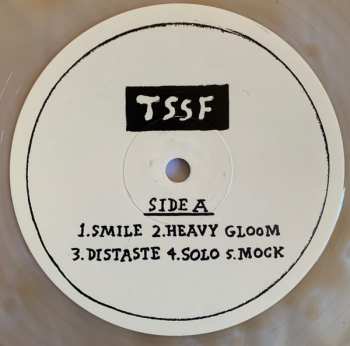 TSSF
SIDE A
1.SMILE 2.HEAVY GLOOM
3.DISTASTE 4.SOLO 5.MOCK